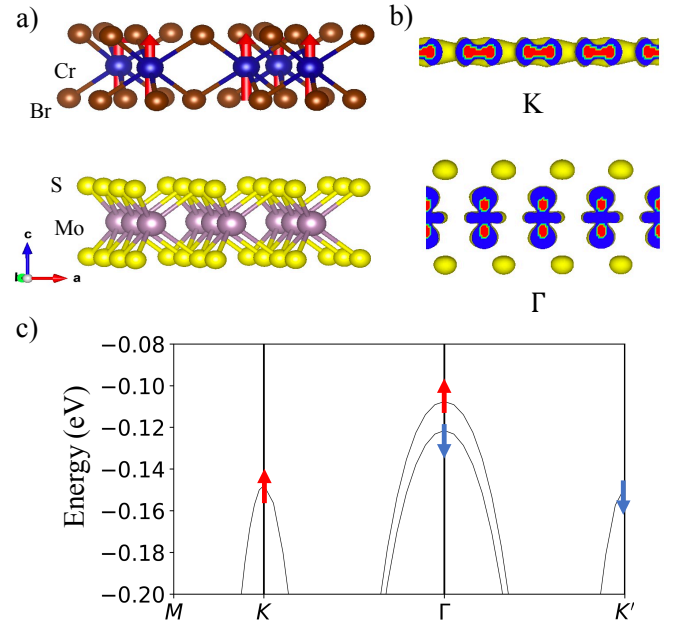 a)
Cr
Br
S
Mo
c
b
a
b)
K
Γ
c)
Energy (eV)
−0.08
−0.10
−0.12
−0.14
−0.16
−0.18
−0.20
M
K
Γ
K′